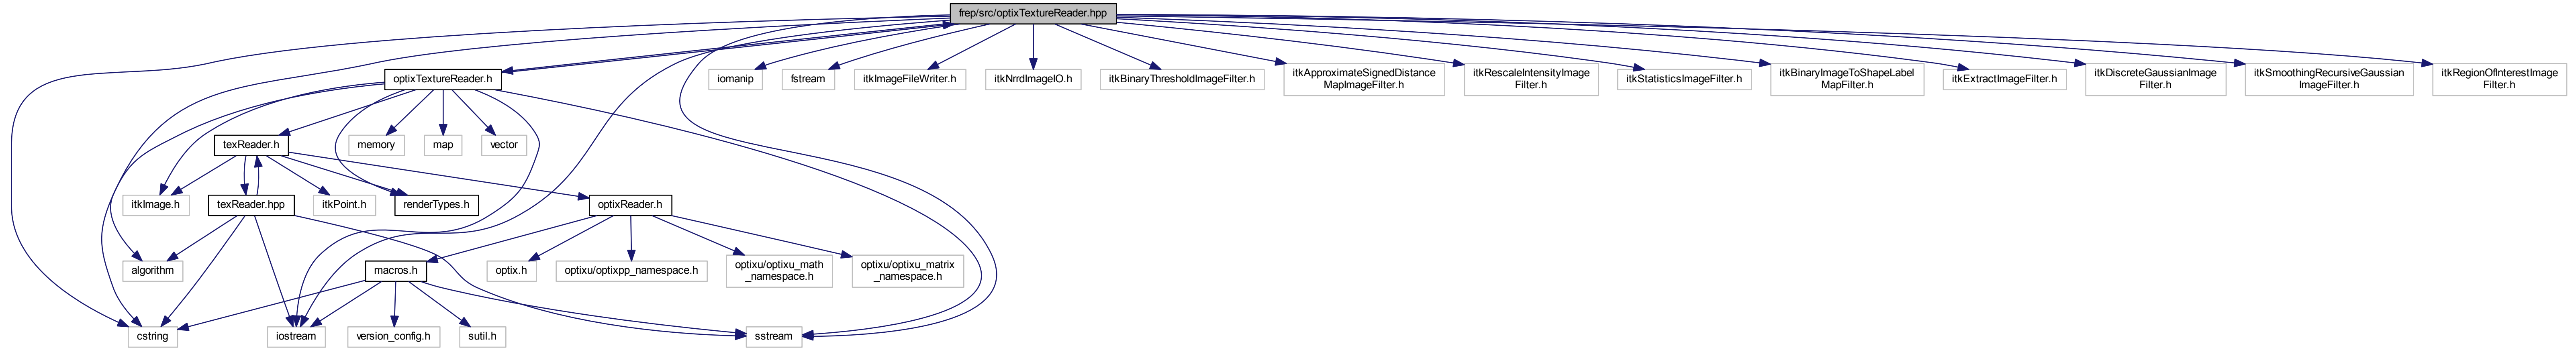 frep/src/optixTextureReader.hpp
optixTextureReader.h
iomanip
fstream
itkImageFileWriter.h
itkNrrdImageIO.h
itkBinaryThresholdImageFilter.h
itkApproximateSignedDistance
MapImageFilter.h
itkRescaleIntensityImage
Filter.h
itkStatisticsImageFilter.h
itkBinaryImageToShapeLabel
MapFilter.h
itkExtractImageFilter.h
itkDiscreteGaussianImage
Filter.h
itkSmoothingRecursiveGaussian
ImageFilter.h
itkRegionOfInterestImage
Filter.h
texReader.h
memory
map
vector
itkImage.h
texReader.hpp
itkPoint.h
renderTypes.h
optixReader.h
algorithm
macros.h
optix.h
optixu/optixpp_namespace.h
optixu/optixu_math
_namespace.h
optixu/optixu_matrix
_namespace.h
cstring
iostream
version_config.h
sutil.h
sstream